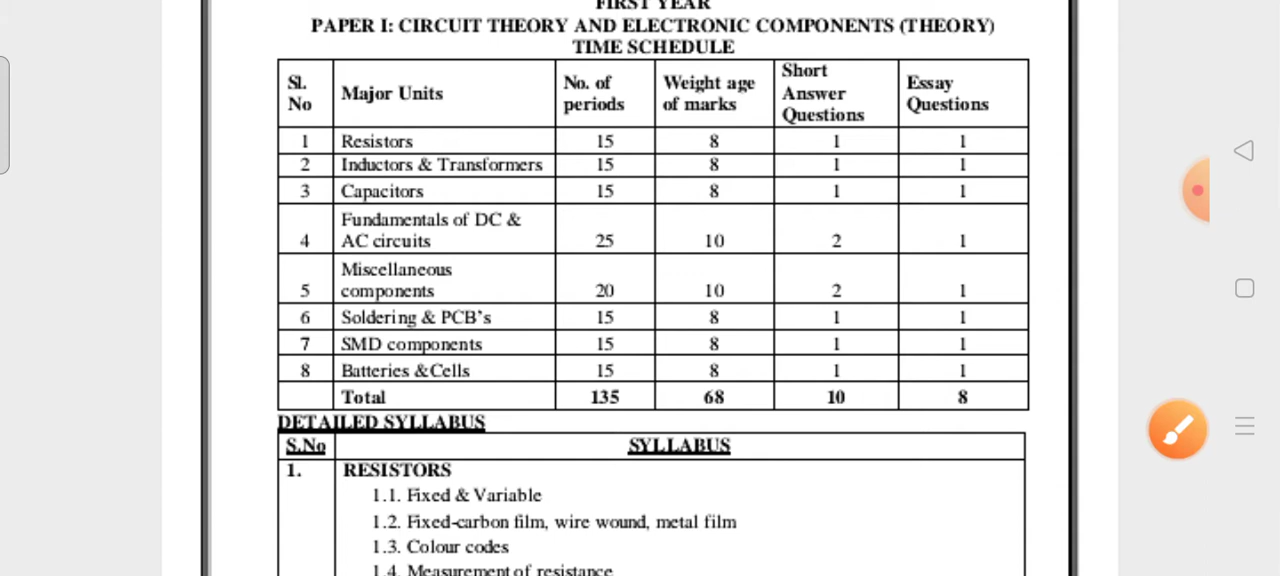 FIRST YEAR
PAPER I: CIRCUIT THEORY AND ELECTRONIC COMPONENTS (THEORY)
TIME SCHEDULE
Sl. No Major Units No. of periods Weight age of marks Short Answer Questions Essay Questions
1 Resistors 15 8 1 1
2 Inductors & Transformers 15 8 1 1
3 Capacitors 15 8 1 1
4 Fundamentals of DC & AC circuits 25 10 2 1
5 Miscellaneous components 20 10 2 1
6 Soldering & PCB's 15 8 1 1
7 SMD components 15 8 1 1
8 Batteries &Cells 15 8 1 1
Total 135 68 10 8
DETAILED SYLLABUS
S.No SYLLABUS
1. RESISTORS
1.1. Fixed & Variable
1.2. Fixed-carbon film, wire wound, metal film
1.3. Colour codes
1.4. Measurement of resistance